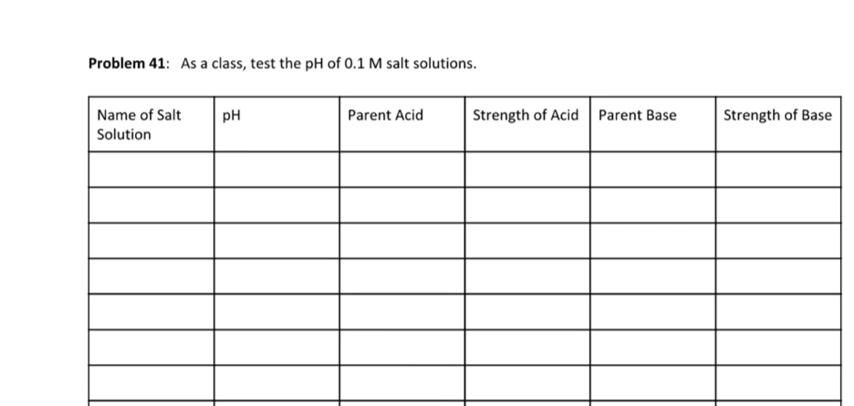 Problem 41: As a class, test the pH of 0.1 M salt solutions.
Name of Salt Solution
pH
Parent Acid
Strength of Acid
Parent Base
Strength of Base